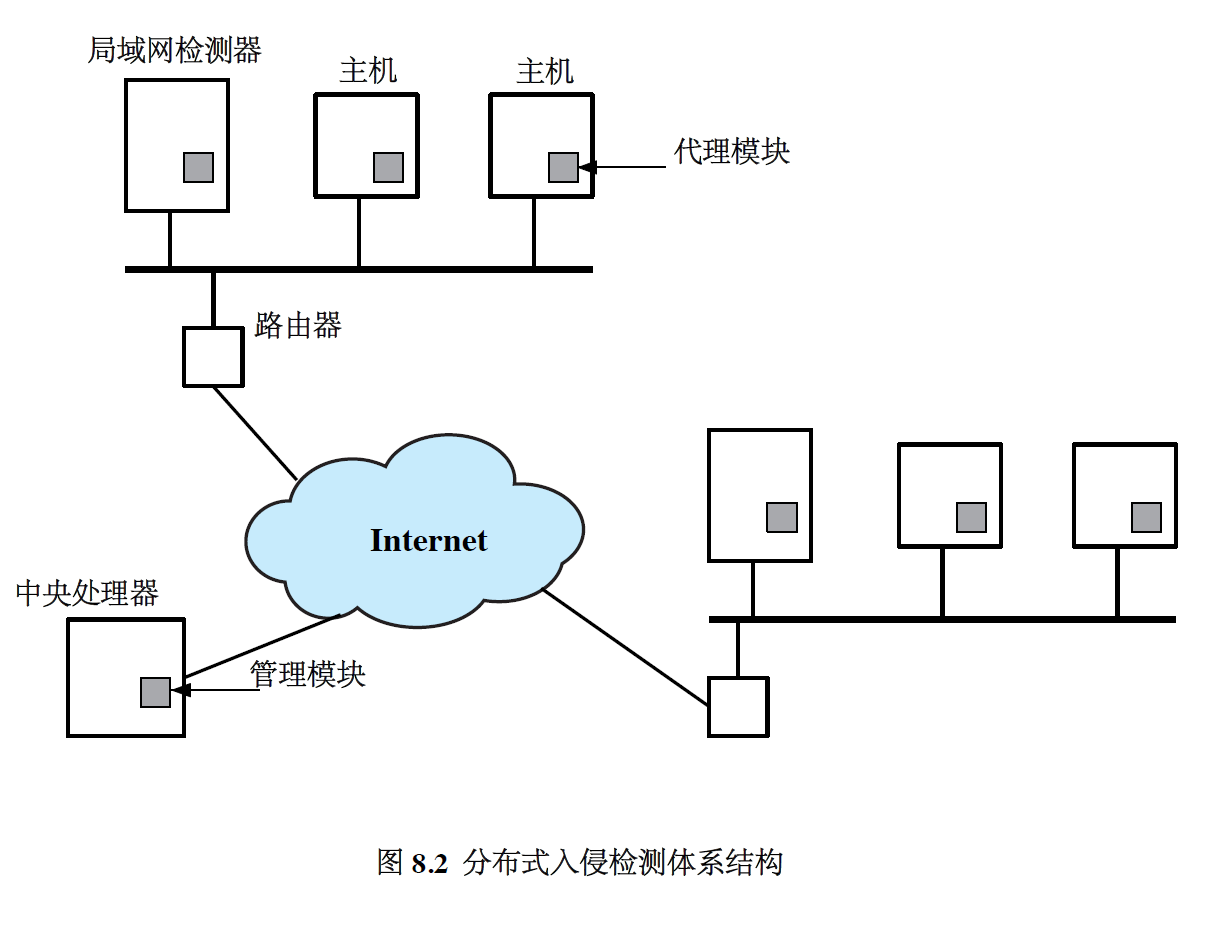 局域网检测器
主机
主机
代理模块
路由器
Internet
中央处理器
管理模块
图 8.2 分布式入侵检测体系结构